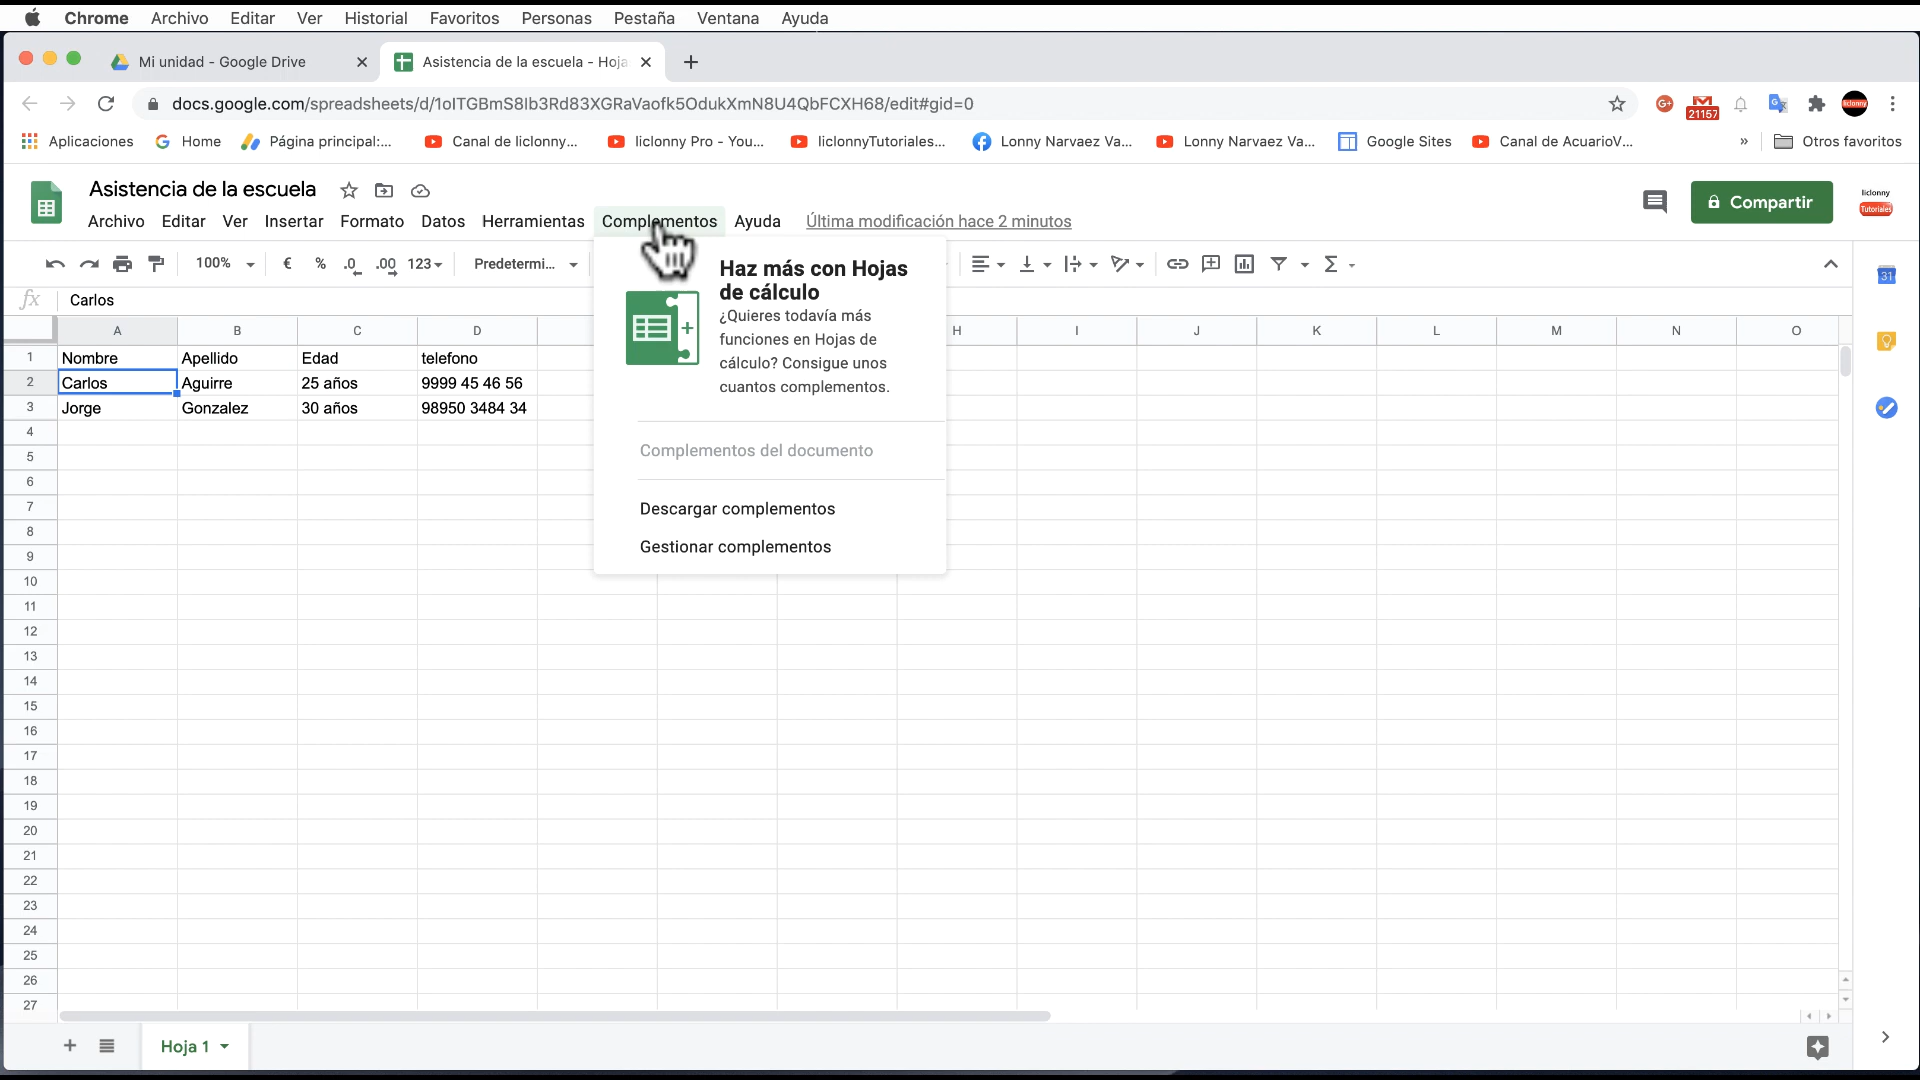 Chrome Archivo Editar Ver Historial Favoritos Personas Pestaña Ventana Ayuda
Mi unidad - Google Drive
Asistencia de la escuela - Hoja
docs.google.com/spreadsheets/d/1oITGBmS8Ib3Rd83XGRaVaofk5OdukXmN8U4QbFCXH68/edit#gid=0
21157
Aplicaciones Home Página principal:... Canal de liclonny... liclonny Pro - You... liclonnyTutoriales... Lonny Narvaez Va... Lonny Narvaez Va... Google Sites Canal de AcuarioV... » Otros favoritos
Asistencia de la escuela
Archivo Editar Ver Insertar Formato Datos Herramientas Complementos Ayuda Última modificación hace 2 minutos
Compartir
liclonny
Tutoriales
100% € % .0 .00 123 Predetermi... Σ
31
fx Carlos
A B C D H I J K L M N O
1 Nombre Apellido Edad telefono
2 Carlos Aguirre 25 años 9999 45 46 56
3 Jorge Gonzalez 30 años 98950 3484 34
4
5
6
7
8
9
10
11
12
13
14
15
16
17
18
19
20
21
22
23
24
25
26
27
Haz más con Hojas
de cálculo
¿Quieres todavía más
funciones en Hojas de
cálculo? Consigue unos
cuantos complementos.
Complementos del documento
Descargar complementos
Gestionar complementos
Hoja 1